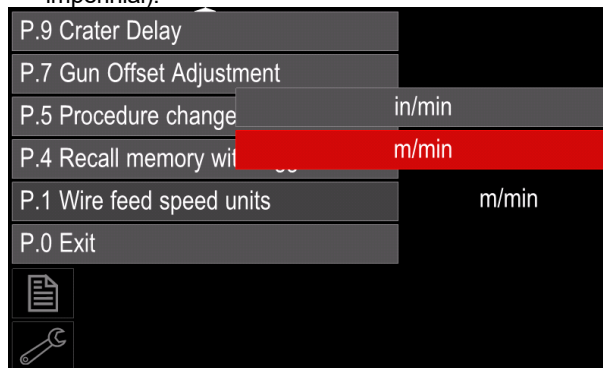 P.9 Crater Delay
P.7 Gun Offset Adjustment
P.5 Procedure change
in/min
P.4 Recall memory wit
m/min
P.1 Wire feed speed units
m/min
P.0 Exit